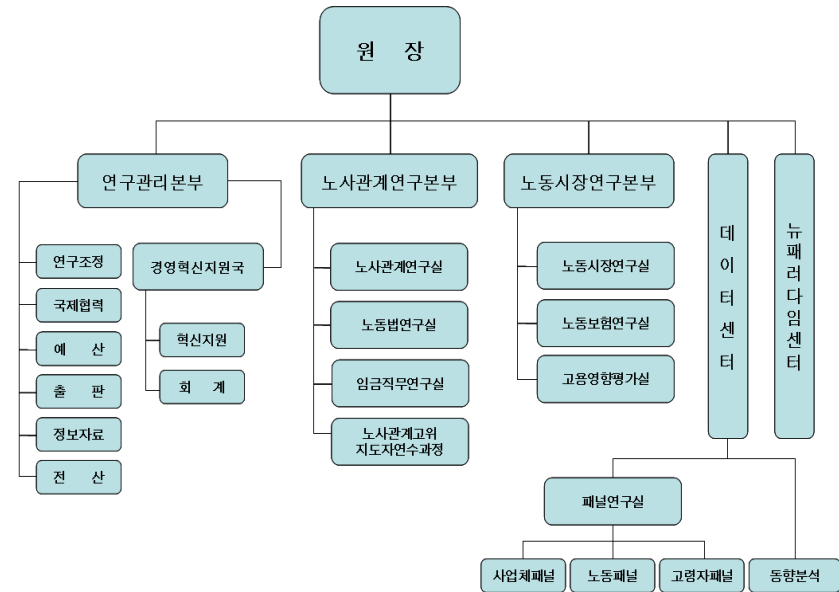 원 장
연구관리본부
노사관계연구본부
노동시장연구본부
데이터센터
뉴패러다임센터
연구조정
국제협력
예 산
출 판
정보자료
전 산
경영혁신지원국
혁신지원
회 계
노사관계연구실
노동법연구실
임금직무연구실
노사관계고위
지도자연수과정
노동시장연구실
노동보험연구실
고용영향평가실
패널연구실
사업체패널
노동패널
고령자패널
동향분석